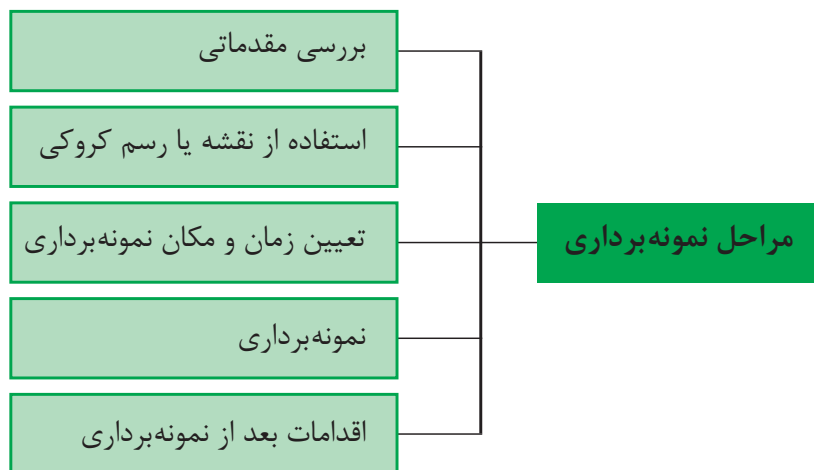 مراحل نمونه‌برداری
بررسی مقدماتی
استفاده از نقشه یا رسم کروکی
تعیین زمان و مکان نمونه‌برداری
نمونه‌برداری
اقدامات بعد از نمونه‌برداری